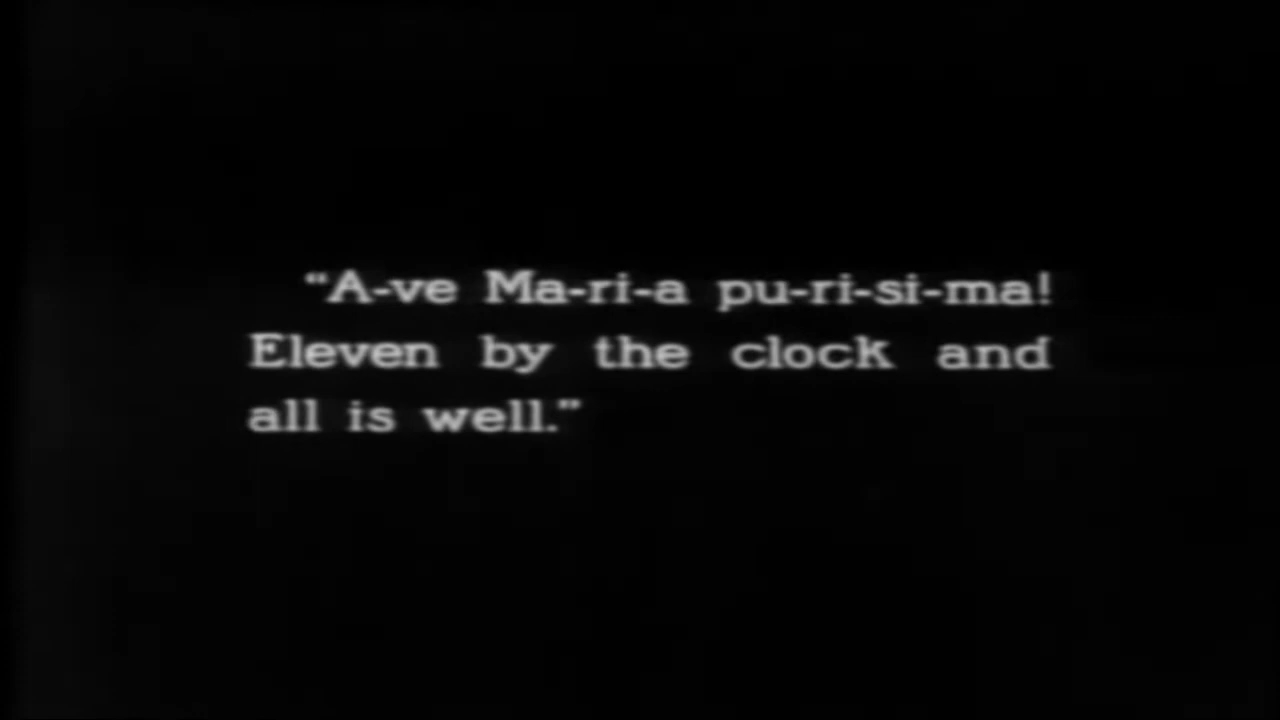 “A-ve Ma-ri-a pu-ri-si-ma!
Eleven by the clock and
all is well.”